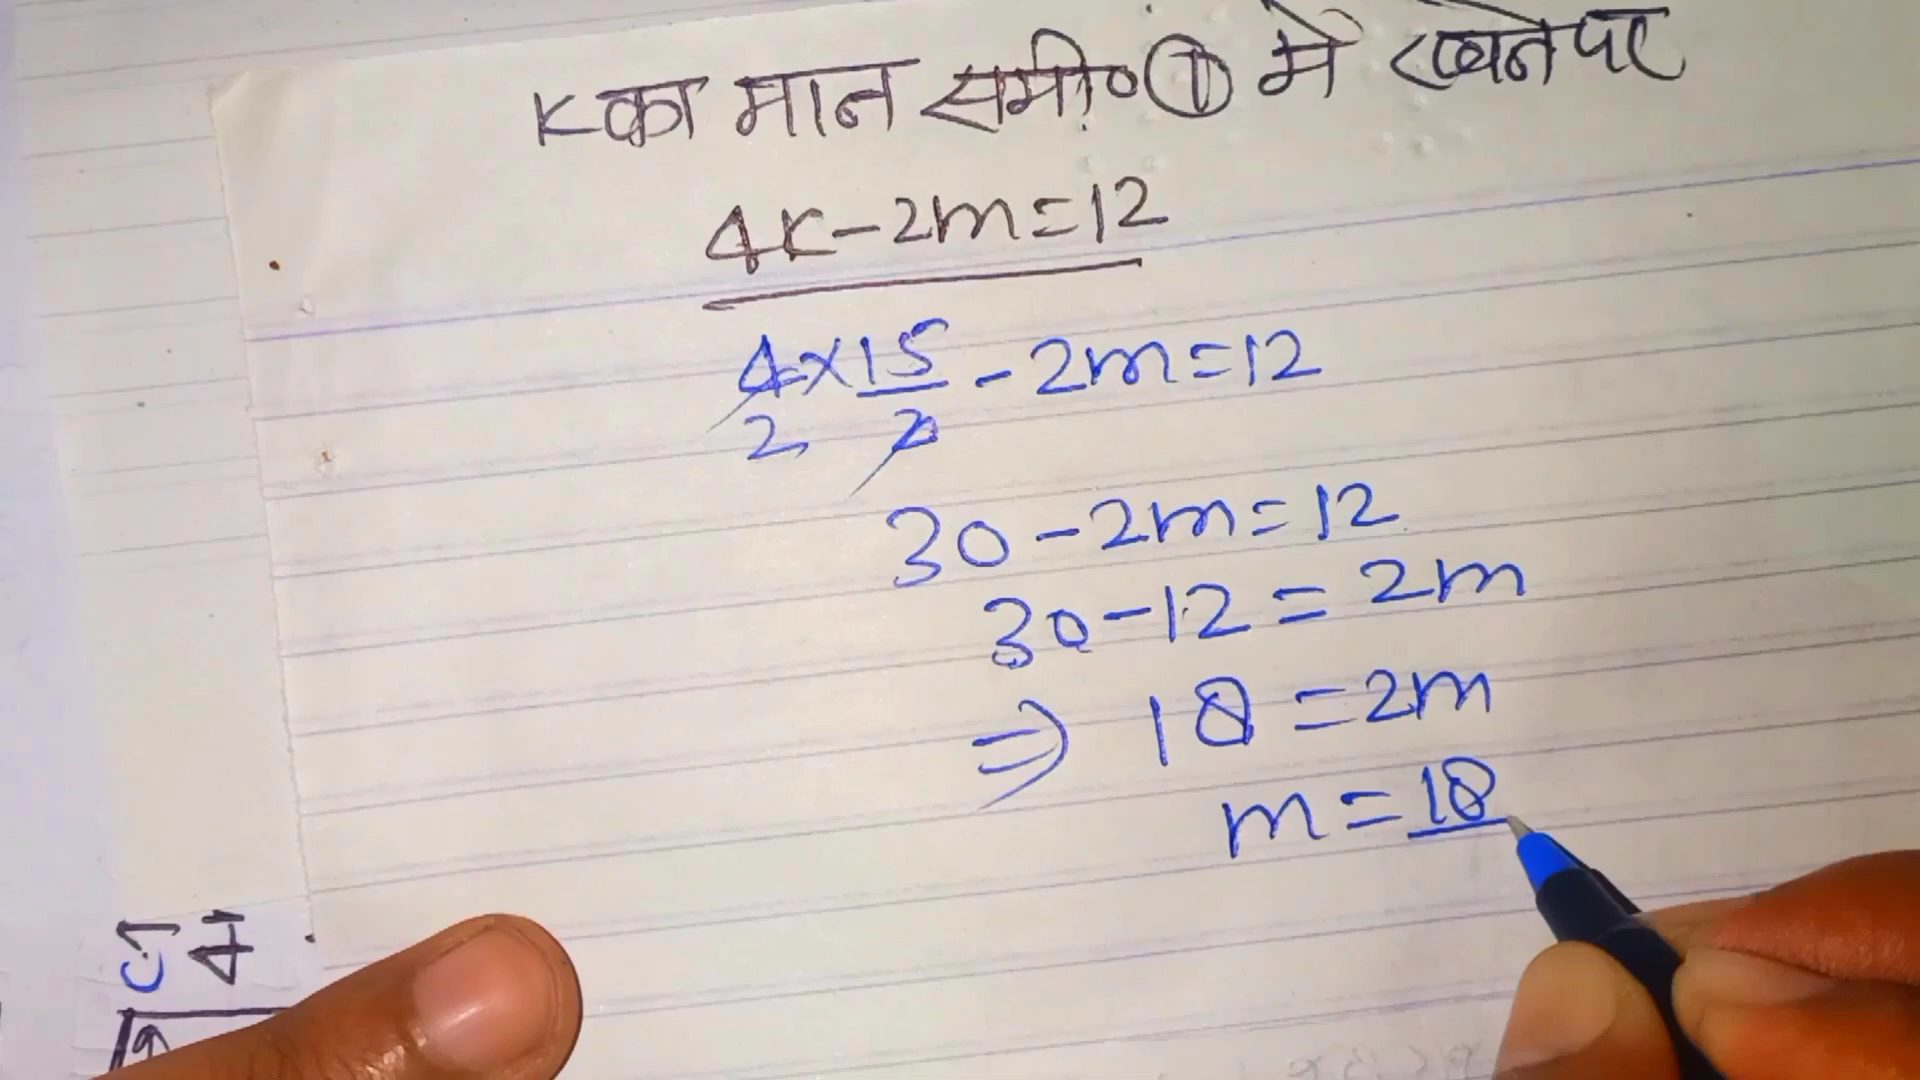 K का मान समी० ① मे रखने पर
4K-2m=12
4×15/2 - 2m=12
2
30-2m=12
30-12=2m
⇒ 18=2m
m=18